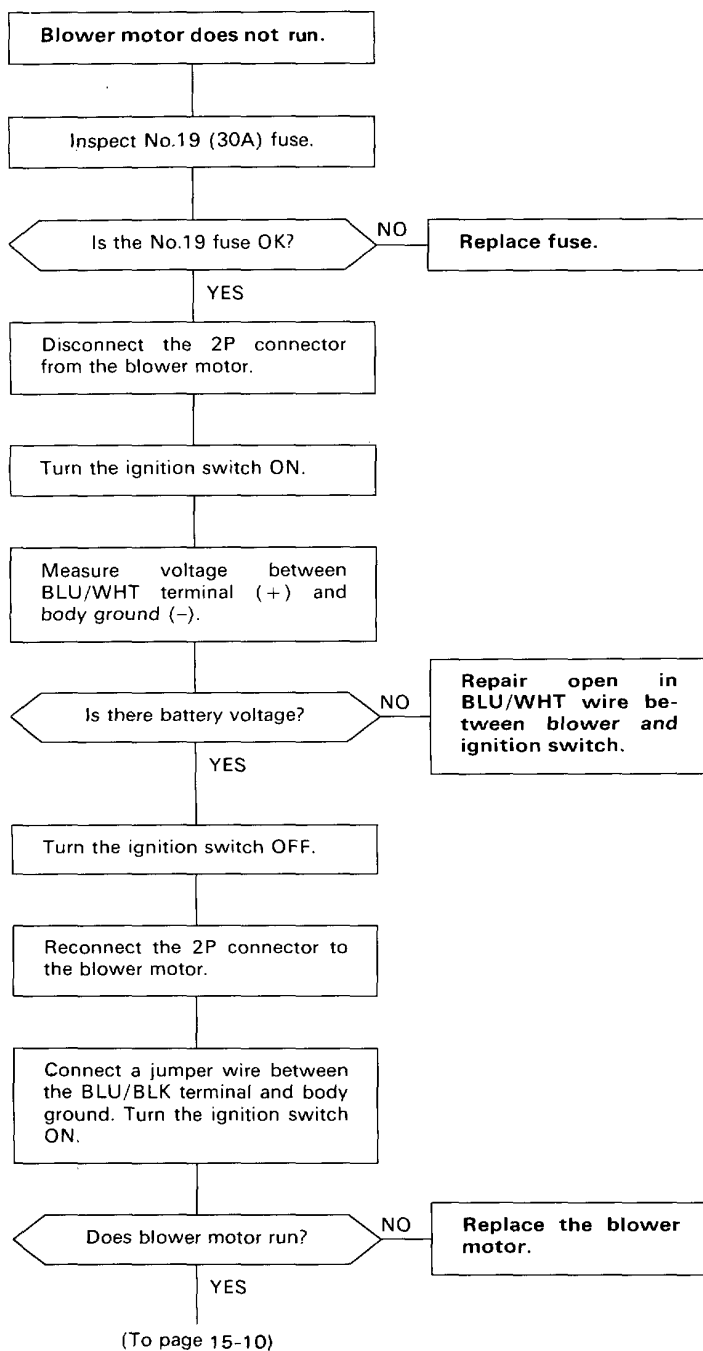 Blower motor does not run.
Inspect No.19 (30A) fuse.
Is the No.19 fuse OK?
NO
Replace fuse.
YES
Disconnect the 2P connector
from the blower motor.
Turn the ignition switch ON.
Measure voltage between
BLU/WHT terminal (+) and
body ground (–).
Is there battery voltage?
NO
Repair open in
BLU/WHT wire be-
tween blower and
ignition switch.
YES
Turn the ignition switch OFF.
Reconnect the 2P connector to
the blower motor.
Connect a jumper wire between
the BLU/BLK terminal and body
ground. Turn the ignition switch
ON.
Does blower motor run?
NO
Replace the blower
motor.
YES
(To page 15-10)